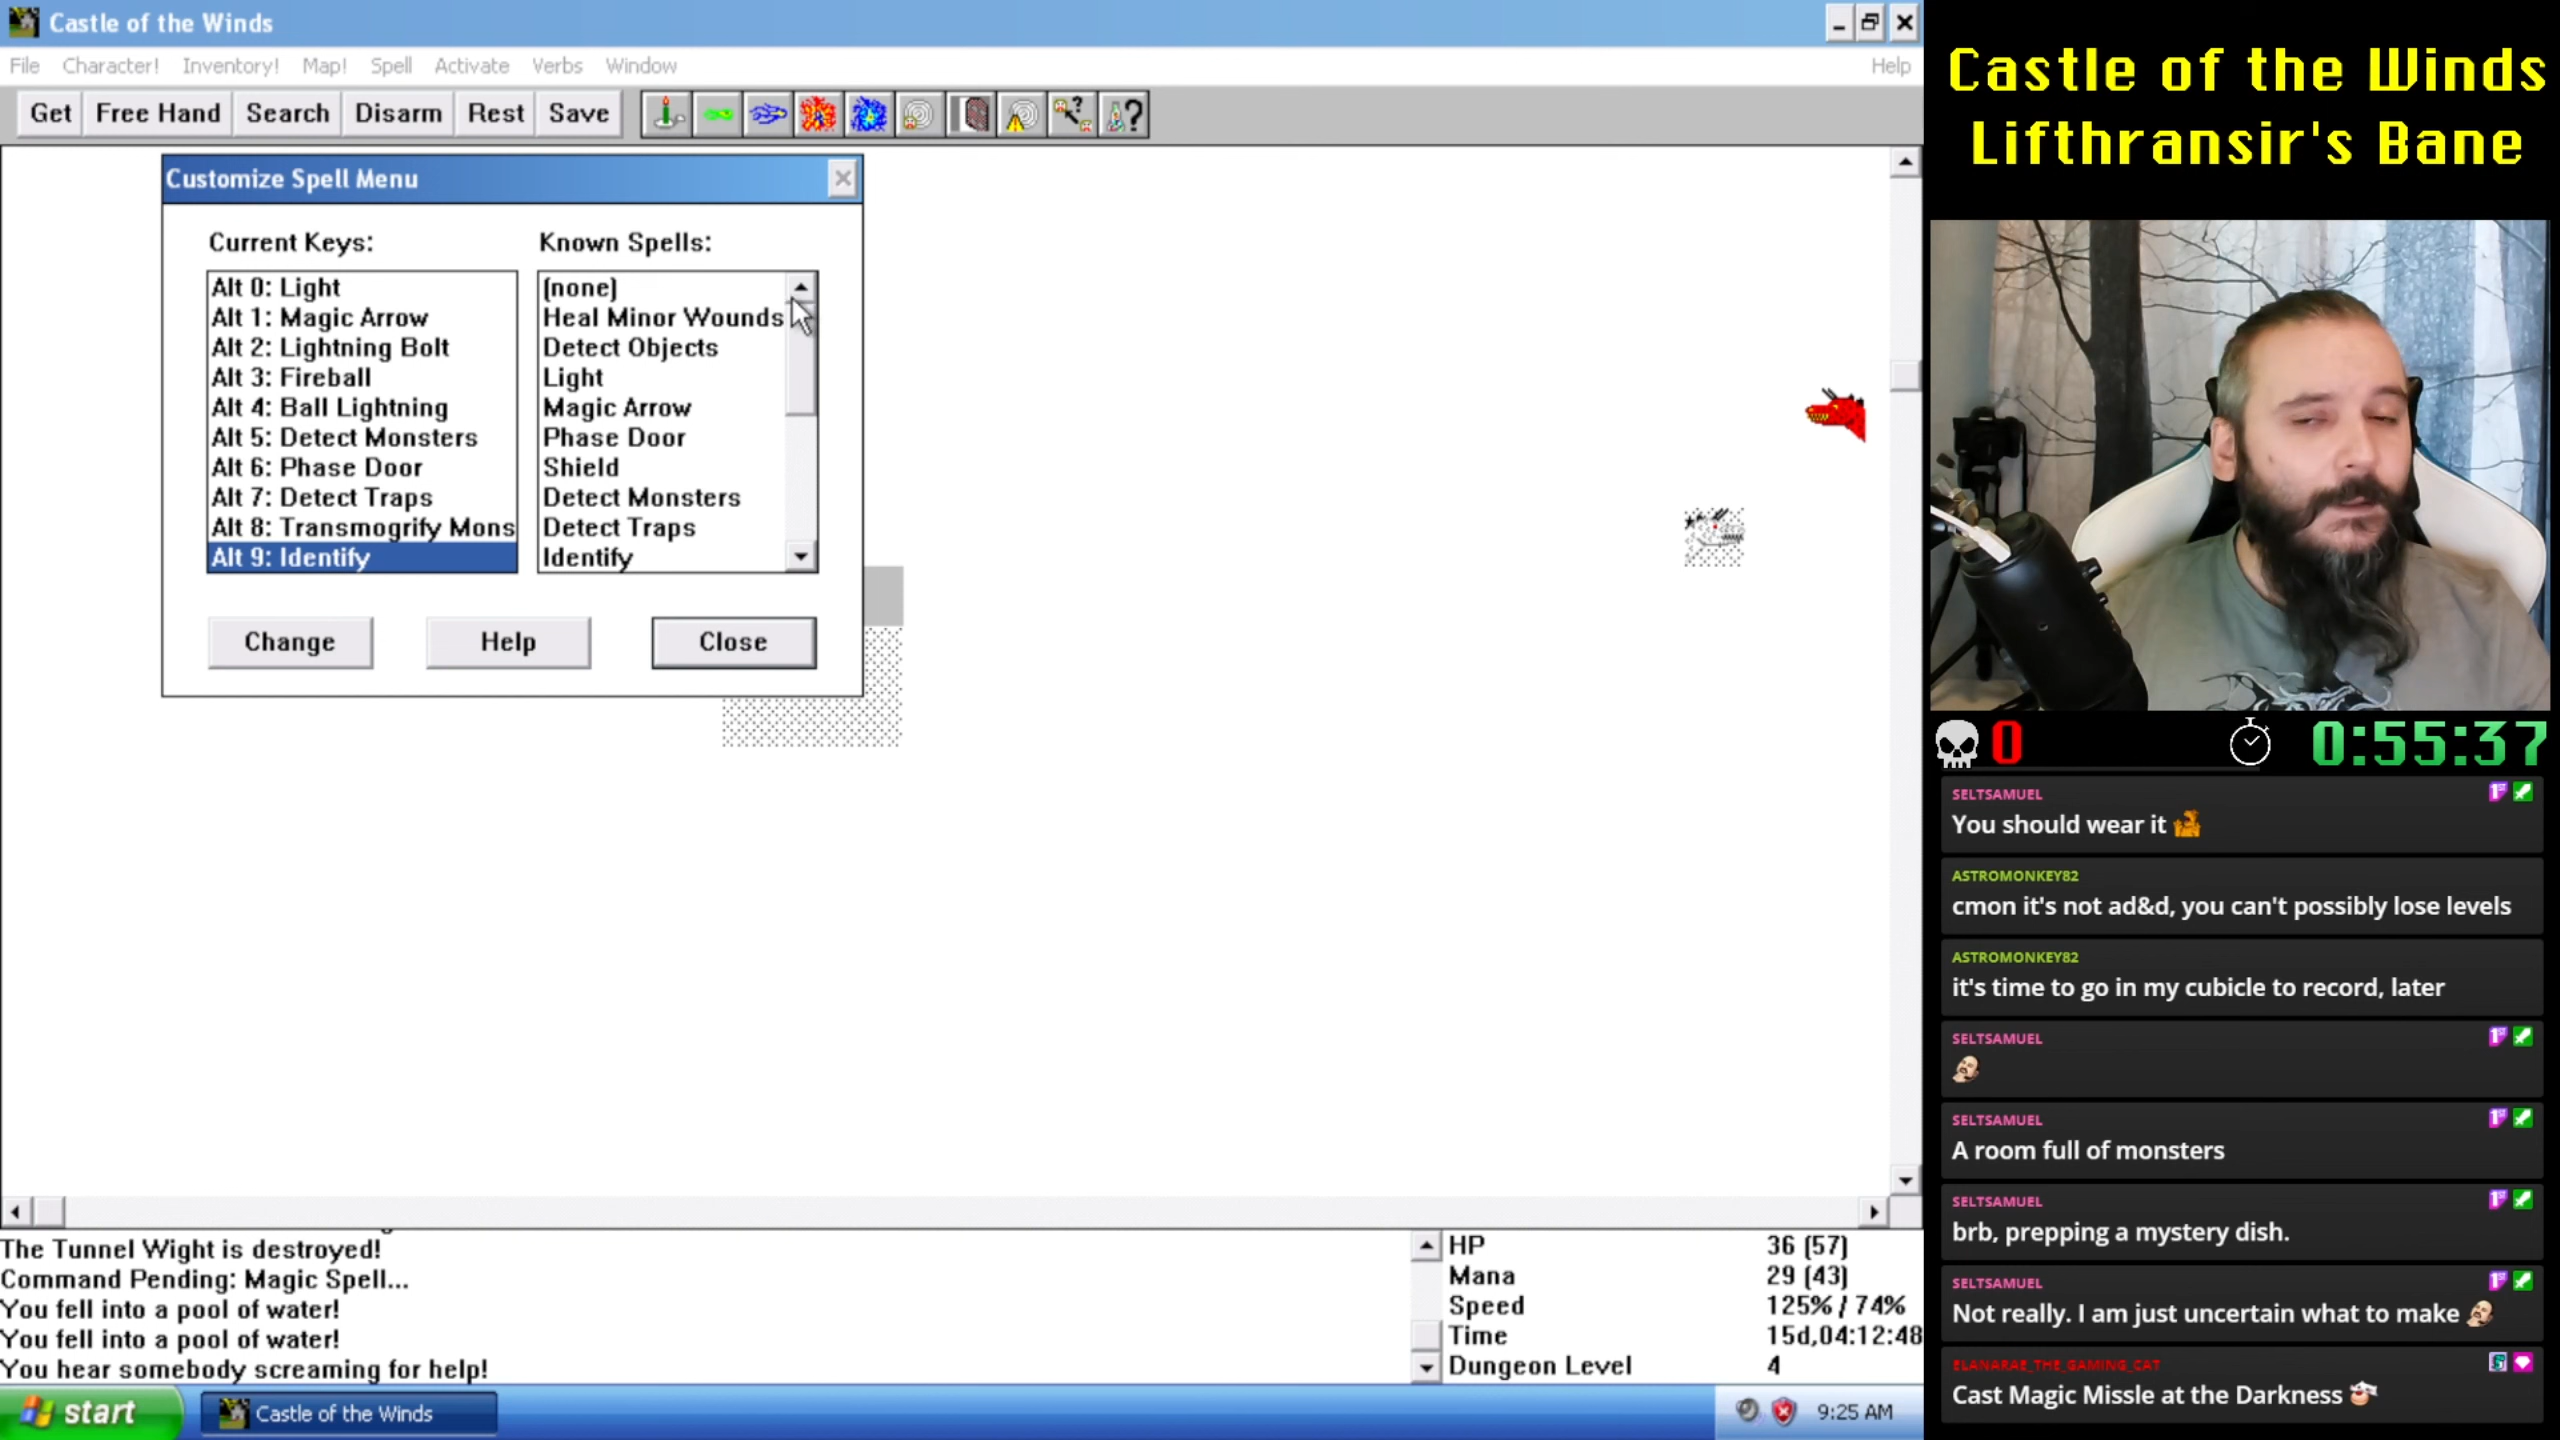 Castle of the Winds
File Character! Inventory! Map! Spell Activate Verbs Window Help
Get Free Hand Search Disarm Rest Save
Customize Spell Menu
Current Keys:
Alt 0: Light
Alt 1: Magic Arrow
Alt 2: Lightning Bolt
Alt 3: Fireball
Alt 4: Ball Lightning
Alt 5: Detect Monsters
Alt 6: Phase Door
Alt 7: Detect Traps
Alt 8: Transmogrify Mons
Alt 9: Identify
Known Spells:
(none)
Heal Minor Wounds
Detect Objects
Light
Magic Arrow
Phase Door
Shield
Detect Monsters
Detect Traps
Identify
Change Help Close
The Tunnel Wight is destroyed!
Command Pending: Magic Spell...
You fell into a pool of water!
You fell into a pool of water!
You hear somebody screaming for help!
HP 36 (57)
Mana 29 (43)
Speed 125% / 74%
Time 15d,04:12:48
Dungeon Level 4
start
Castle of the Winds
9:25 AM
Castle of the Winds
Lifthransir's Bane
0
0:55:37
SELTSAMUEL
You should wear it
ASTROMONKEY82
cmon it's not ad&d, you can't possibly lose levels
ASTROMONKEY82
it's time to go in my cubicle to record, later
SELTSAMUEL
SELTSAMUEL
A room full of monsters
SELTSAMUEL
brb, prepping a mystery dish.
SELTSAMUEL
Not really. I am just uncertain what to make
ELANARAE_THE_GAMING_CAT
Cast Magic Missle at the Darkness